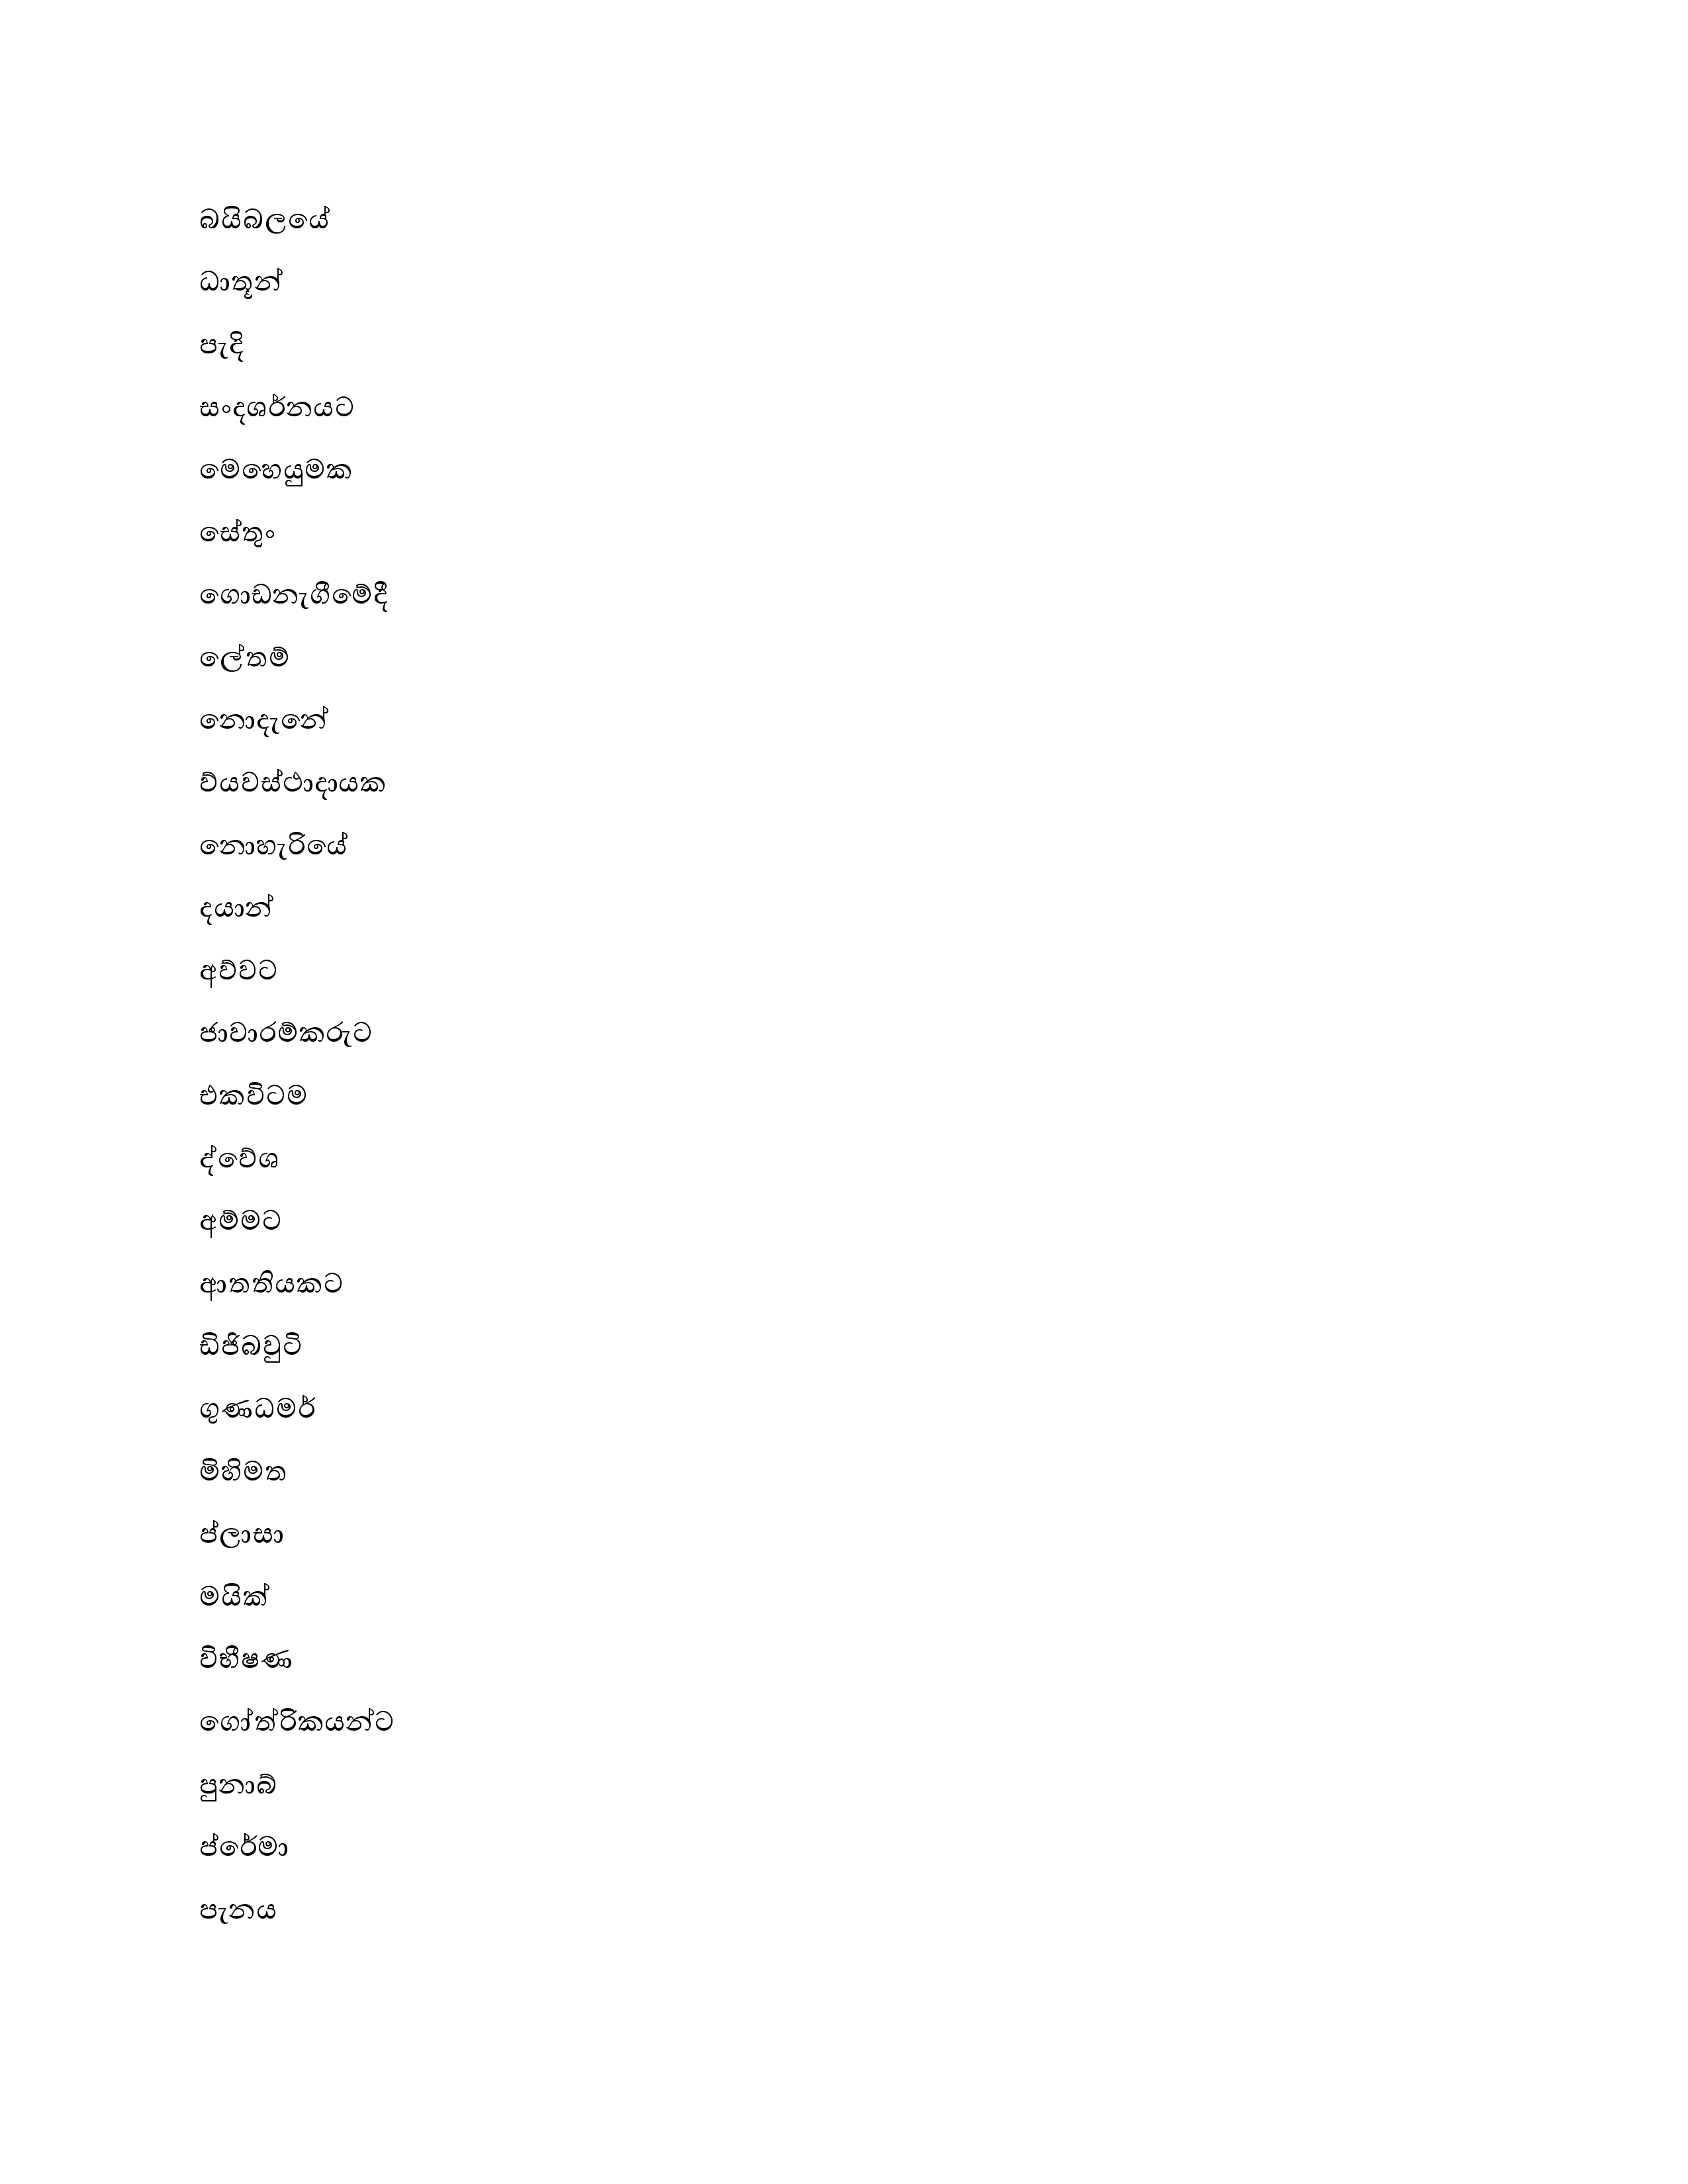 බයිබලයේ
ධාතූන්
පැදි
සංදශර්නයට
මෙහෙයුමක
සේතුං
ගොඩනැගීමේදී
ලේතම්
නොදැනේ
ව්යවස්ථාදායක
නොහැරියේ
දයාන්
අව්වට
ජාවාරම්කරුට
එකවිටම
ද්වේශ
අම්මට
ආතතියකට
ඩිජිබවුටි
ගුණධමර්
මිහිමත
ප්ලාසා
මයික්
විභීෂණ
ගෝත්රිකයන්ට
පුනාබ්
ප්රේමා
පැනය